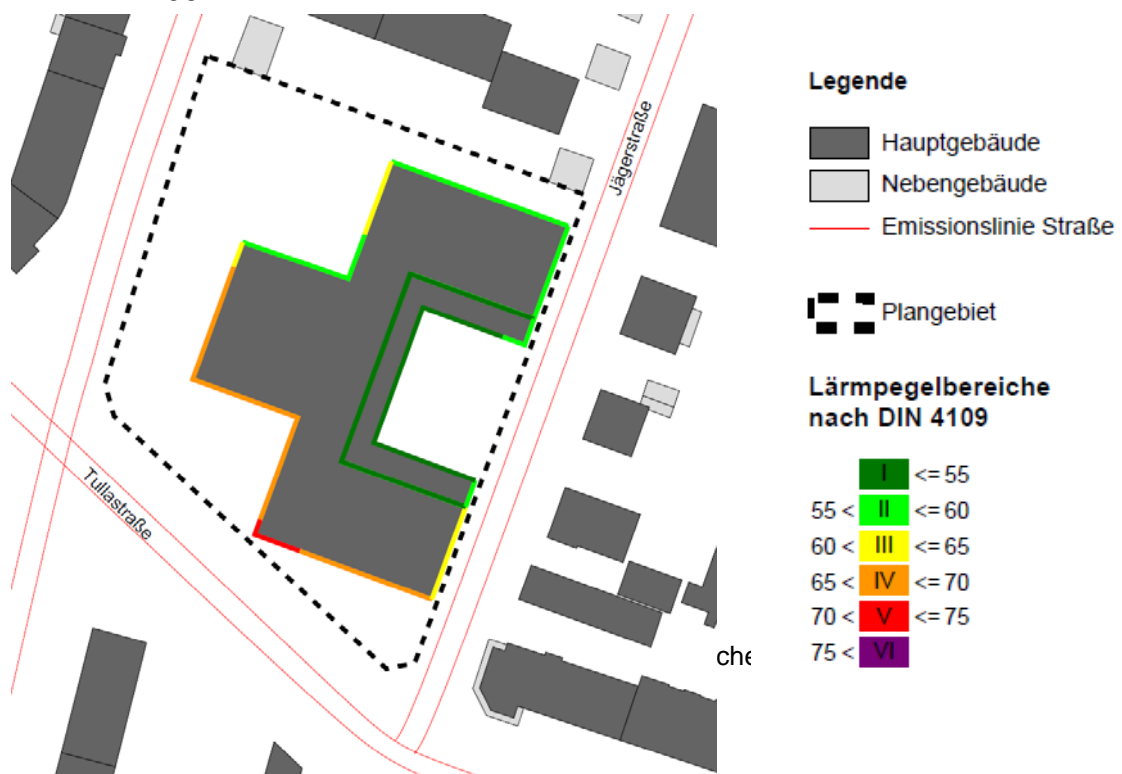 Jägerstraße
Tullastraße
che
Legende
Hauptgebäude
Nebengebäude
Emissionslinie Straße
Plangebiet
Lärmpegelbereiche
nach DIN 4109
I <= 55
55 < II <= 60
60 < III <= 65
65 < IV <= 70
70 < V <= 75
75 < VI